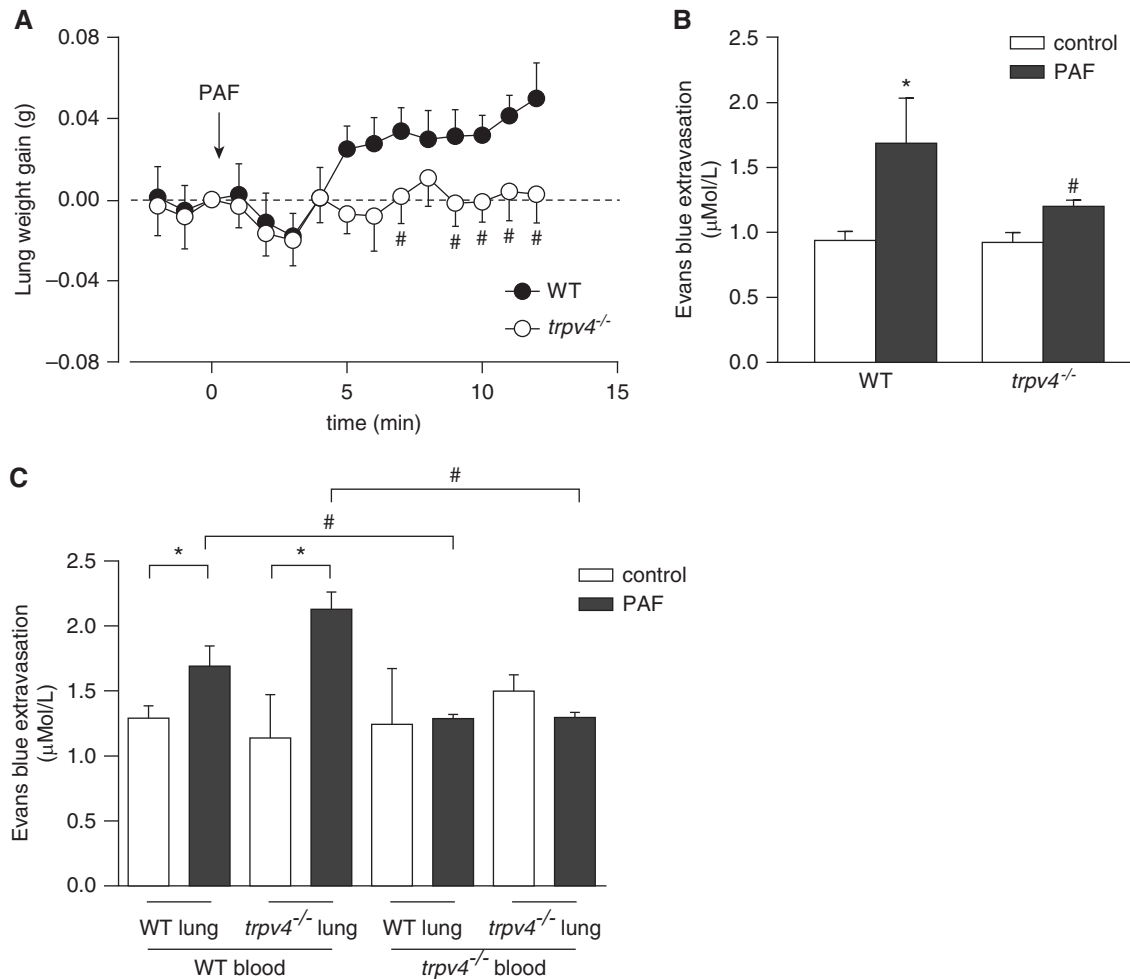 A
0.08
0.04
0.00
−0.04
−0.08
Lung weight gain (g)
PAF
# # # # #
WT
trpv4-/-
0 5 10 15
time (min)
B
2.5
2.0
1.5
1.0
0.5
0.0
Evans blue extravasation
(μMol/L)
control
PAF
*
#
WT trpv4-/-
C
#
#
* *
2.5
2.0
1.5
1.0
0.5
0.0
Evans blue extravasation
(μMol/L)
control
PAF
WT lung trpv4-/- lung WT lung trpv4-/- lung
WT blood trpv4-/- blood